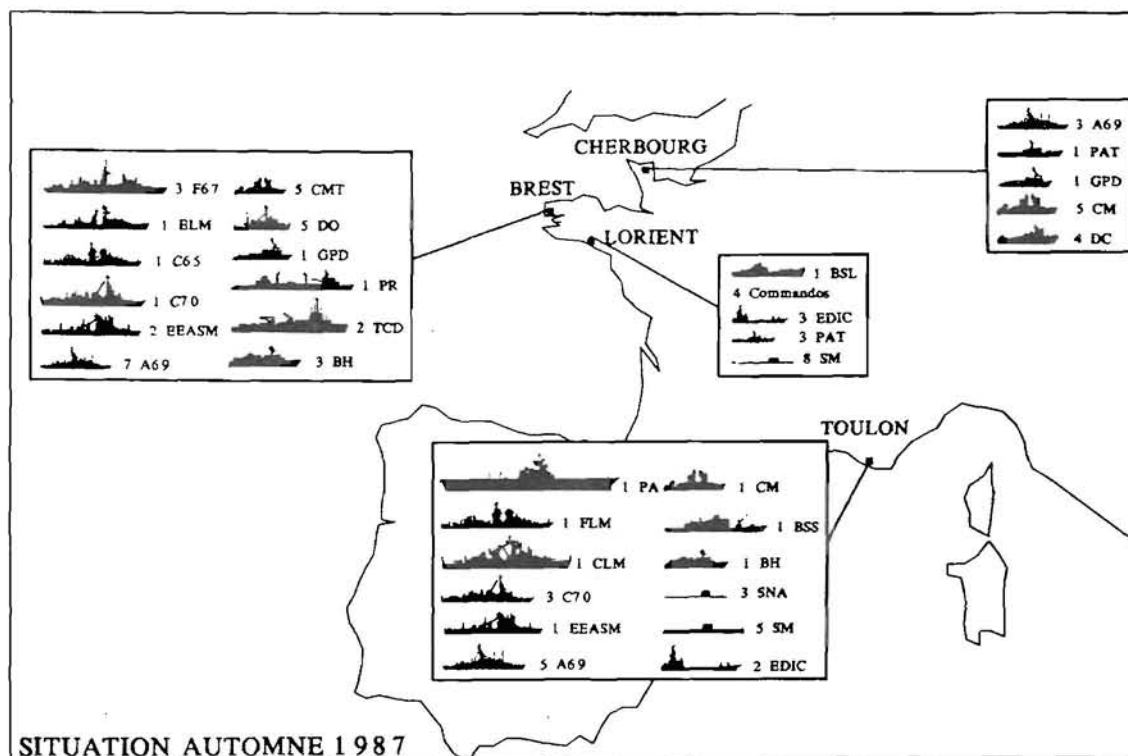 CHERBOURG
BREST
LORIENT
TOULON
3 F67
1 ELM
1 C65
1 C70
2 EEASM
7 A69
5 CMT
5 DO
1 GPD
1 PR
2 TCD
3 BH
3 A69
1 PAT
1 GPD
5 CM
4 DC
1 BSL
4 Commandos
3 EDIC
3 PAT
8 SM
1 PA
1 FLM
1 CLM
3 C70
1 EEASM
5 A69
1 CM
1 BSS
1 BH
3 SNA
5 SM
2 EDIC
SITUATION AUTOMNE 1987